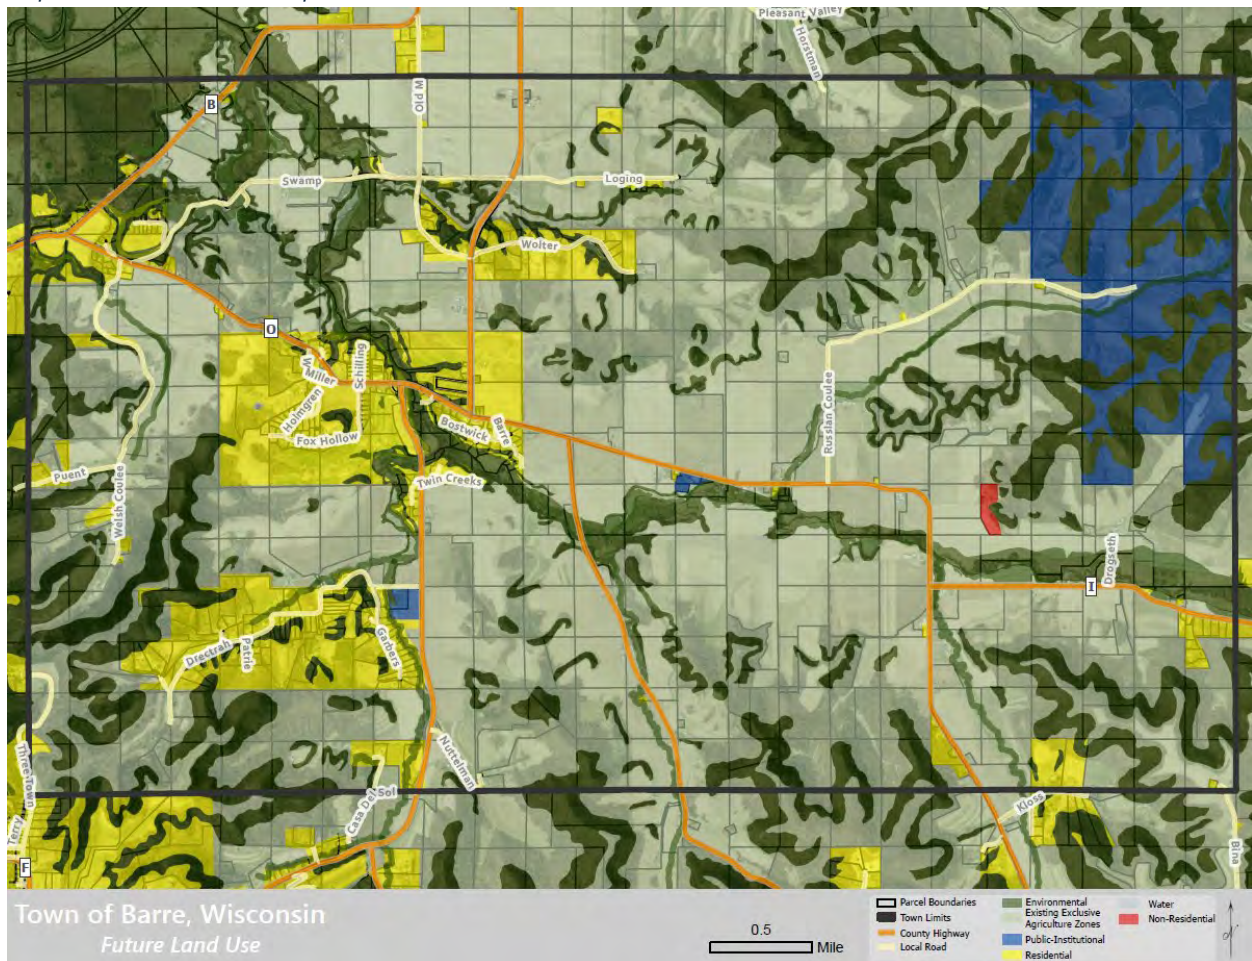 Pleasant Valley
Horstman
B
Old M
Swamp
Loging
Wolter
O
W
Miller
Schilling
Holmgren
Fox Hollow
Bostwick
Barre
Russlan Coulee
Puent
Welsh Coulee
Twin Creeks
Drogseth
I
Drectrah
Patrie
Garbers
Nuttelman
Three Town
Casa Del Sol
Kloss
Terry
F
Bina
Town of Barre, Wisconsin
Future Land Use
0.5
Mile
Parcel Boundaries
Town Limits
County Highway
Local Road
Environmental
Existing Exclusive
Agriculture Zones
Public-Institutional
Residential
Water
Non-Residential
N